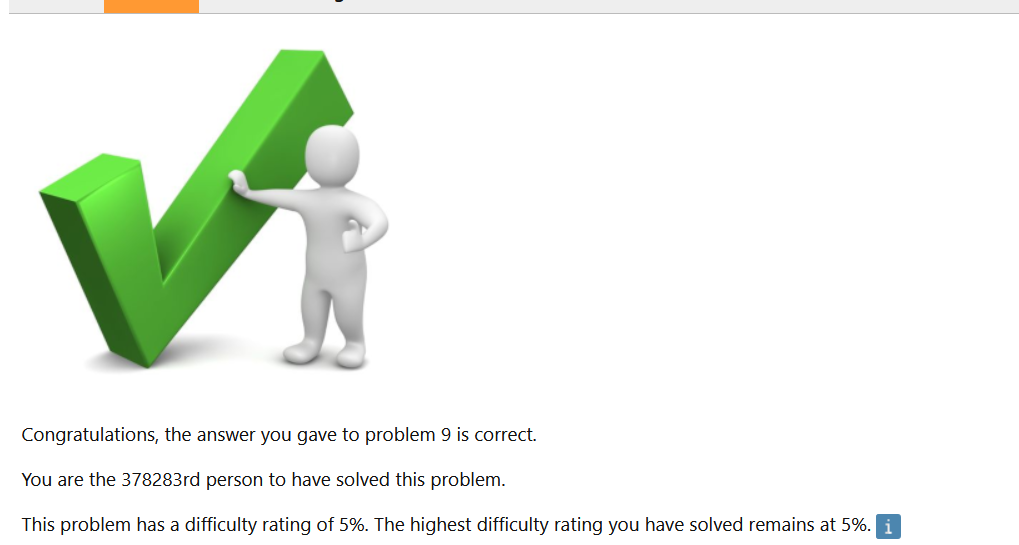 Congratulations, the answer you gave to problem 9 is correct.
You are the 378283rd person to have solved this problem.
This problem has a difficulty rating of 5%. The highest difficulty rating you have solved remains at 5%. i